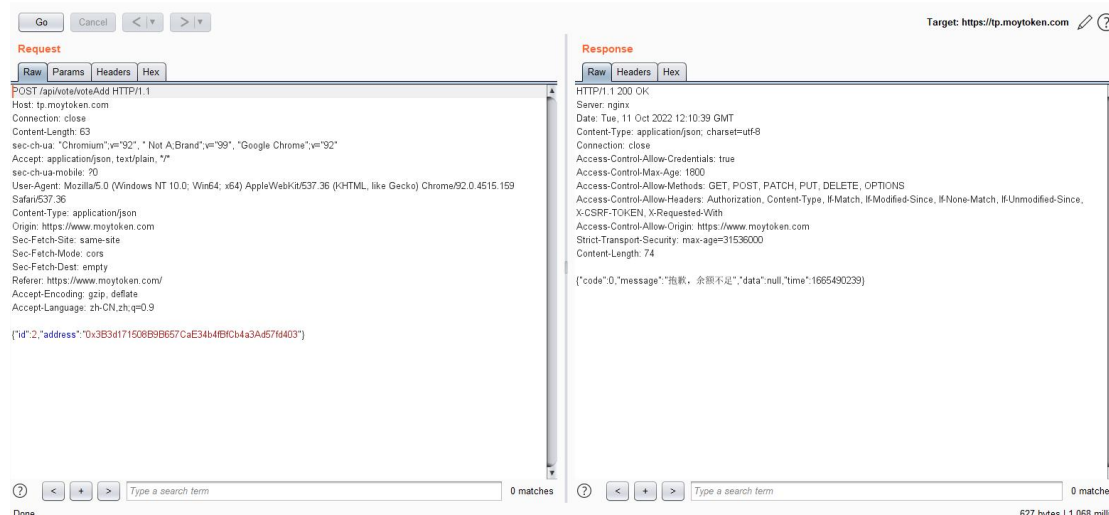 Go Cancel < > Target: https://tp.moytoken.com
Request
Raw Params Headers Hex
POST /api/vote/voteAdd HTTP/1.1
Host: tp.moytoken.com
Connection: close
Content-Length: 63
sec-ch-ua: "Chromium";v="92", " Not A;Brand";v="99", "Google Chrome";v="92"
Accept: application/json, text/plain, */*
sec-ch-ua-mobile: ?0
User-Agent: Mozilla/5.0 (Windows NT 10.0; Win64; x64) AppleWebKit/537.36 (KHTML, like Gecko) Chrome/92.0.4515.159
Safari/537.36
Content-Type: application/json
Origin: https://www.moytoken.com
Sec-Fetch-Site: same-site
Sec-Fetch-Mode: cors
Sec-Fetch-Dest: empty
Referer: https://www.moytoken.com/
Accept-Encoding: gzip, deflate
Accept-Language: zh-CN,zh;q=0.9
{"id":2,"address":"0x3B3d171508B9B657CaE34b4fBfCb4a3Ad57fd403"}
? < + > Type a search term 0 matches
Done
Response
Raw Headers Hex
HTTP/1.1 200 OK
Server: nginx
Date: Tue, 11 Oct 2022 12:10:39 GMT
Content-Type: application/json; charset=utf-8
Connection: close
Access-Control-Allow-Credentials: true
Access-Control-Max-Age: 1800
Access-Control-Allow-Methods: GET, POST, PATCH, PUT, DELETE, OPTIONS
Access-Control-Allow-Headers: Authorization, Content-Type, If-Match, If-Modified-Since, If-None-Match, If-Unmodified-Since,
X-CSRF-TOKEN, X-Requested-With
Access-Control-Allow-Origin: https://www.moytoken.com
Strict-Transport-Security: max-age=31536000
Content-Length: 74
{"code":0,"message":"抱歉，余额不足","data":null,"time":1665490239}
? < + > Type a search term 0 matche
627 bytes | 1,068 milli